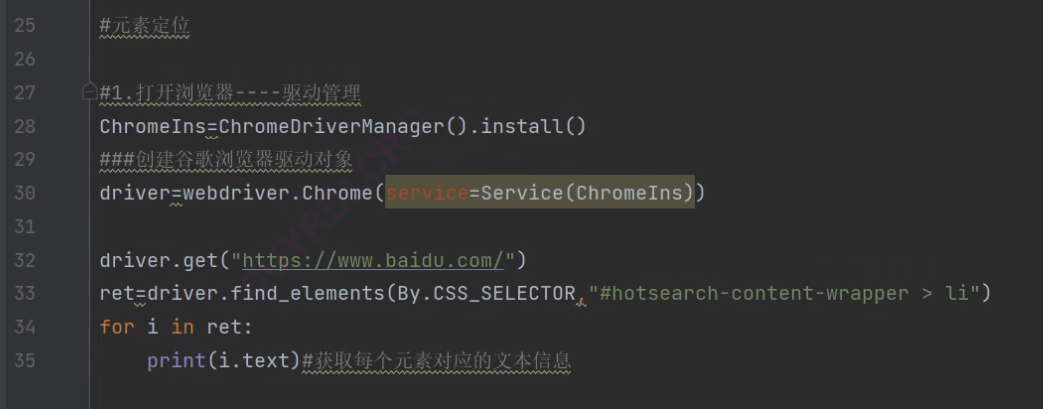 25 #元素定位
26
27 #1.打开浏览器----驱动管理
28 ChromeIns=ChromeDriverManager().install()
29 ###创建谷歌浏览器驱动对象
30 driver=webdriver.Chrome(service=Service(ChromeIns))
31
32 driver.get("https://www.baidu.com/")
33 ret=driver.find_elements(By.CSS_SELECTOR,"#hotsearch-content-wrapper > li")
34 for i in ret:
35     print(i.text)#获取每个元素对应的文本信息